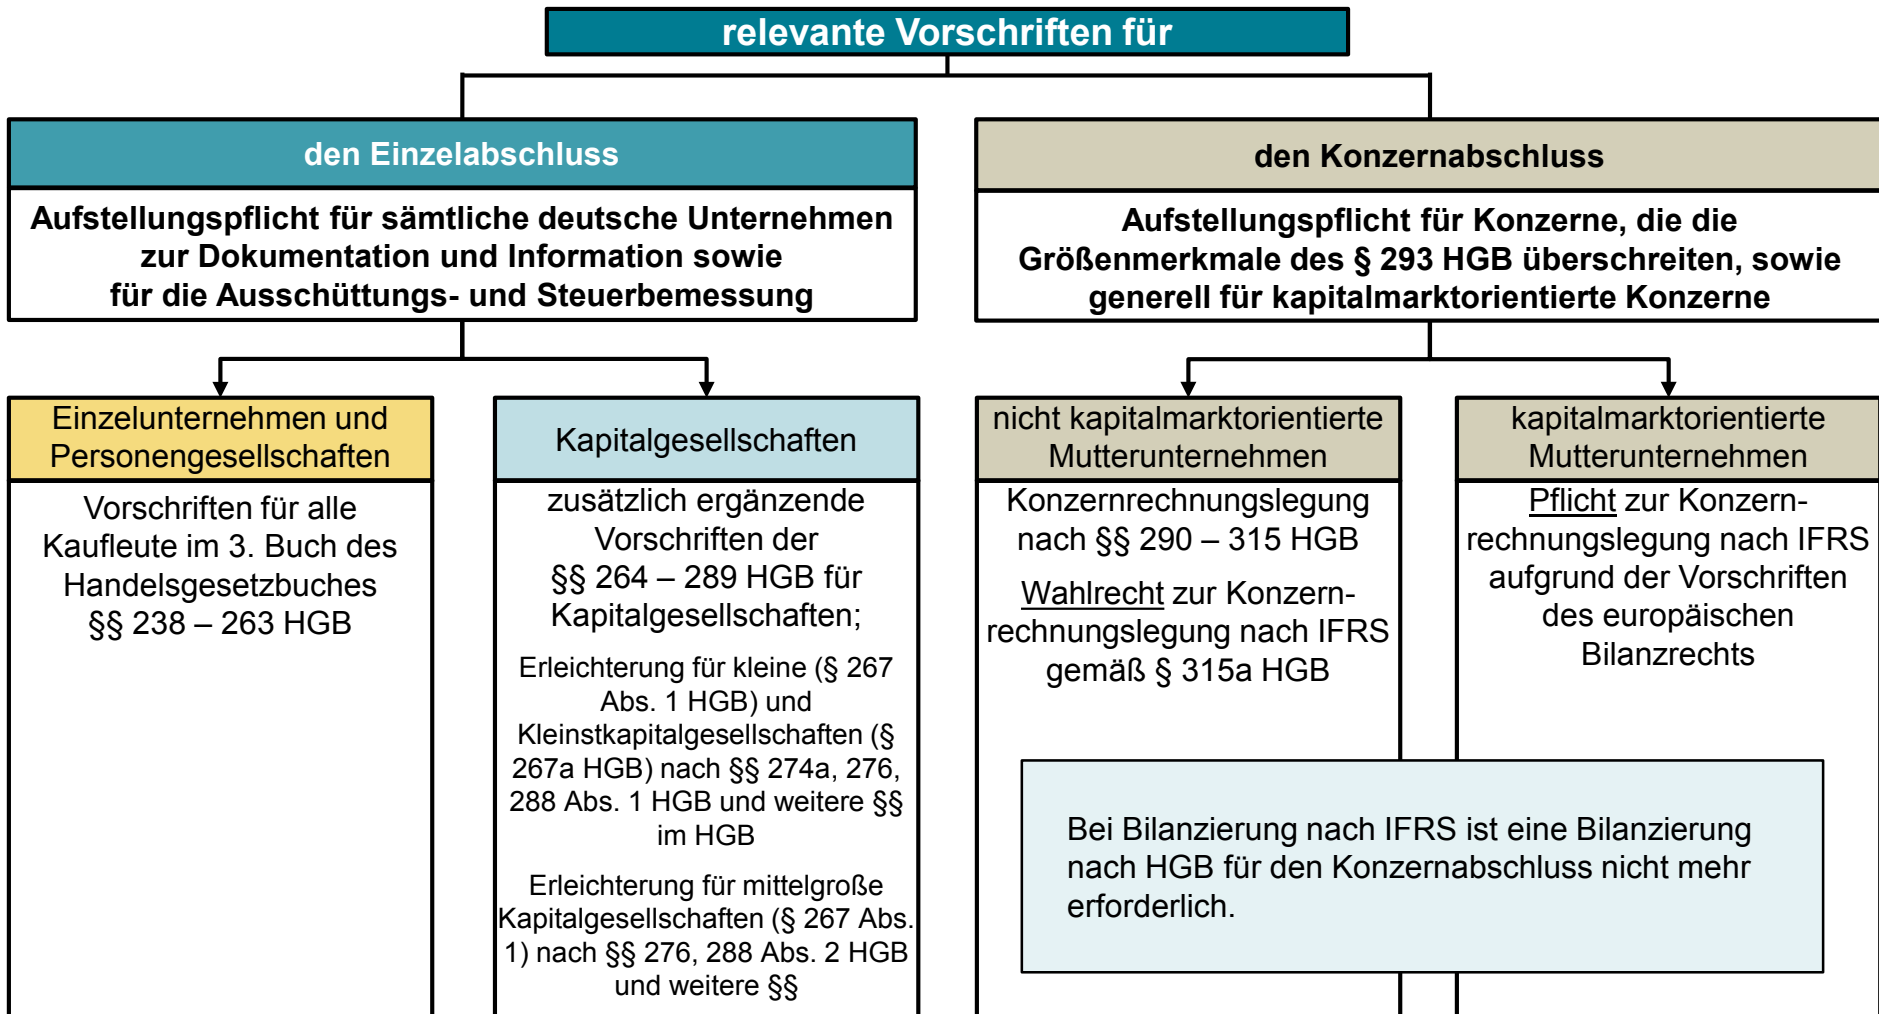 relevante Vorschriften für
den Einzelabschluss
Aufstellungspflicht für sämtliche deutsche Unternehmen
zur Dokumentation und Information sowie
für die Ausschüttungs- und Steuerbemessung
den Konzernabschluss
Aufstellungspflicht für Konzerne, die die
Größenmerkmale des § 293 HGB überschreiten, sowie
generell für kapitalmarktorientierte Konzerne
Einzelunternehmen und
Personengesellschaften
Vorschriften für alle
Kaufleute im 3. Buch des
Handelsgesetzbuches
§§ 238 – 263 HGB
Kapitalgesellschaften
zusätzlich ergänzende
Vorschriften der
§§ 264 – 289 HGB für
Kapitalgesellschaften;
Erleichterung für kleine (§ 267
Abs. 1 HGB) und
Kleinstkapitalgesellschaften (§
267a HGB) nach §§ 274a, 276,
288 Abs. 1 HGB und weitere §§
im HGB
Erleichterung für mittelgroße
Kapitalgesellschaften (§ 267 Abs.
1) nach §§ 276, 288 Abs. 2 HGB
und weitere §§
nicht kapitalmarktorientierte
Mutterunternehmen
Konzernrechnungslegung
nach §§ 290 – 315 HGB
Wahlrecht zur Konzern-
rechnungslegung nach IFRS
gemäß § 315a HGB
kapitalmarktorientierte
Mutterunternehmen
Pflicht zur Konzern-
rechnungslegung nach IFRS
aufgrund der Vorschriften
des europäischen
Bilanzrechts
Bei Bilanzierung nach IFRS ist eine Bilanzierung
nach HGB für den Konzernabschluss nicht mehr
erforderlich.